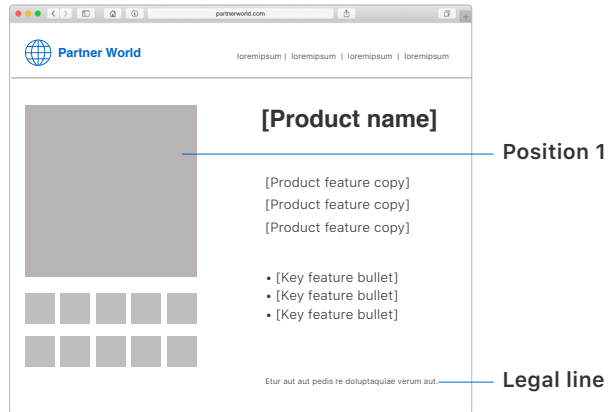 partnerworld.com
Partner World
loremipsum | loremipsum | loremipsum | loremipsum
[Product name]
Position 1
[Product feature copy]
[Product feature copy]
[Product feature copy]
• [Key feature bullet]
• [Key feature bullet]
• [Key feature bullet]
Etur aut aut pedis re doluptaquiae verum aut.
Legal line